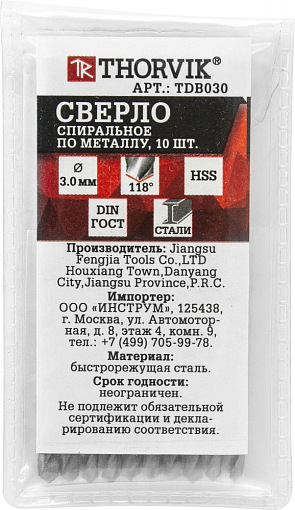 TR THORVIK®
АРТ.: TDB030
СВЕРЛО
СПИРАЛЬНОЕ
ПО МЕТАЛЛУ, 10 ШТ.
Ø
3.0 мм
118°
HSS
DIN
ГОСТ
СТАЛИ
Производитель: Jiangsu
Fengjia Tools Co.,LTD
Houxiang Town,Danyang
City,Jiangsu Province,P.R.C.
Импортер:
ООО «ИНСТРУМ», 125438,
г. Москва, ул. Автомотор-
ная, д. 8, этаж 4, комн. 9,
тел.: +7 (499) 705-99-78.
Материал:
быстрорежущая сталь.
Срок годности:
неограничен.
Не подлежит обязательной
сертификации и декла-
рированию соответствия.